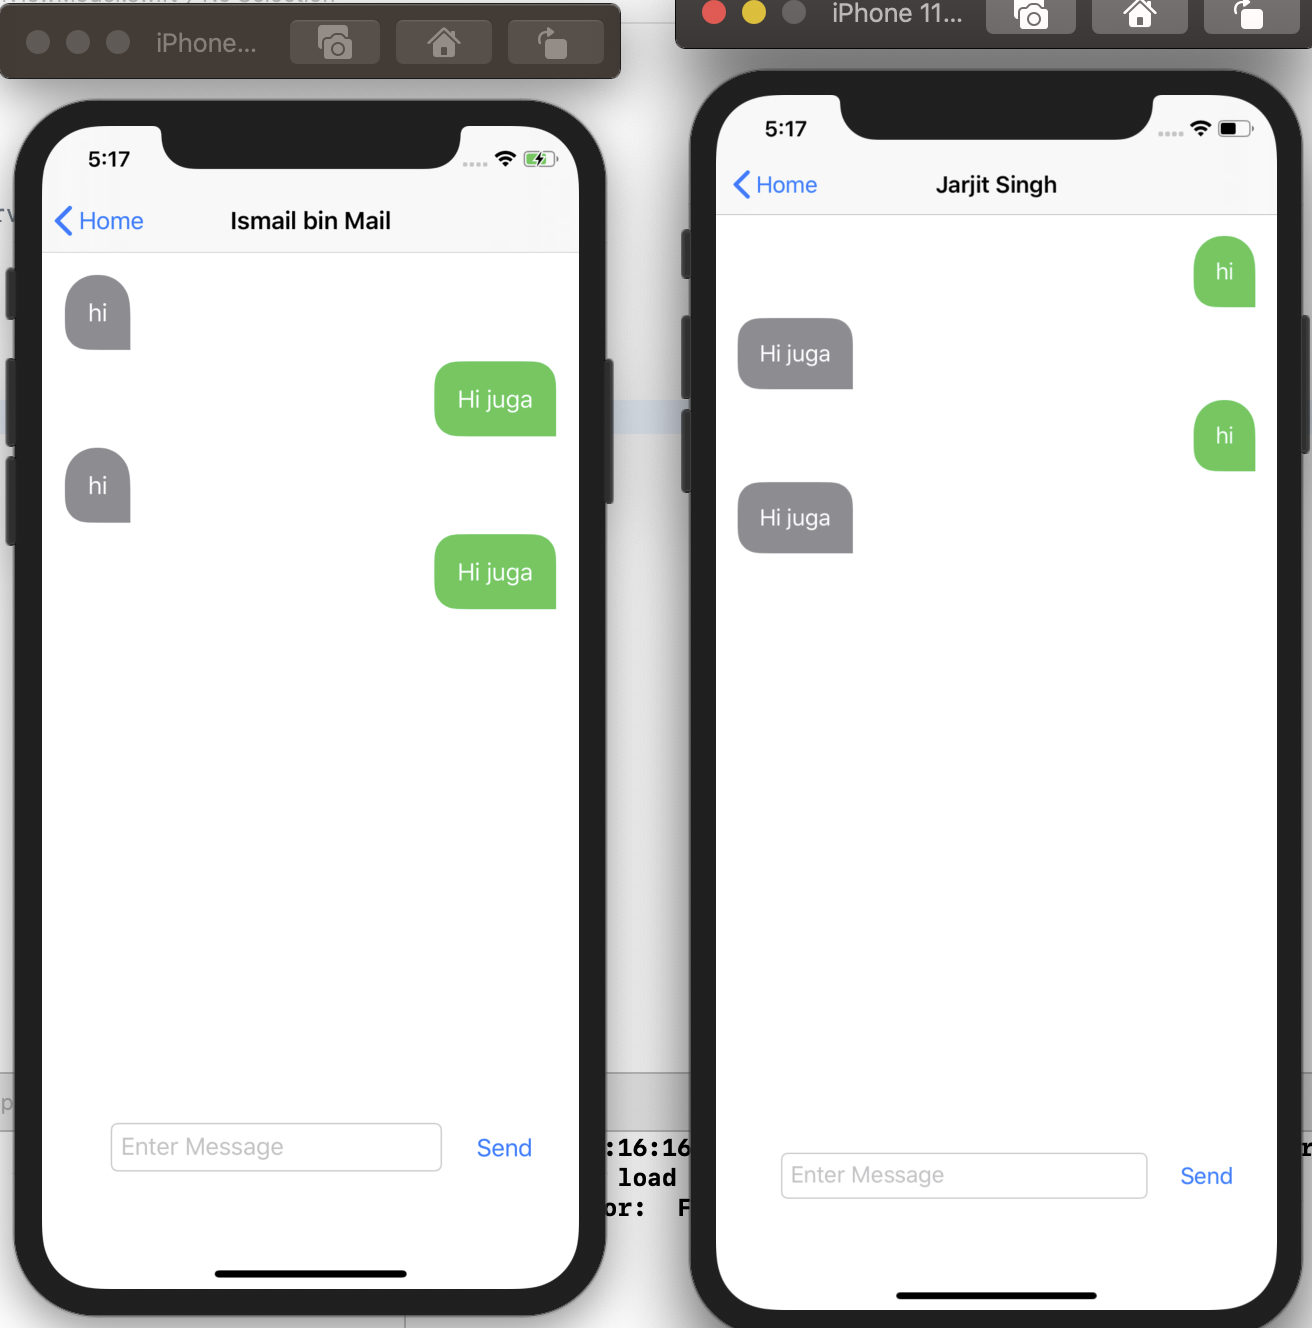 iPhone...
5:17
Home
Ismail bin Mail
hi
Hi juga
hi
Hi juga
Enter Message
Send
iPhone 11...
5:17
Home
Jarjit Singh
hi
Hi juga
hi
Hi juga
Enter Message
Send
:16:16
load
or: F